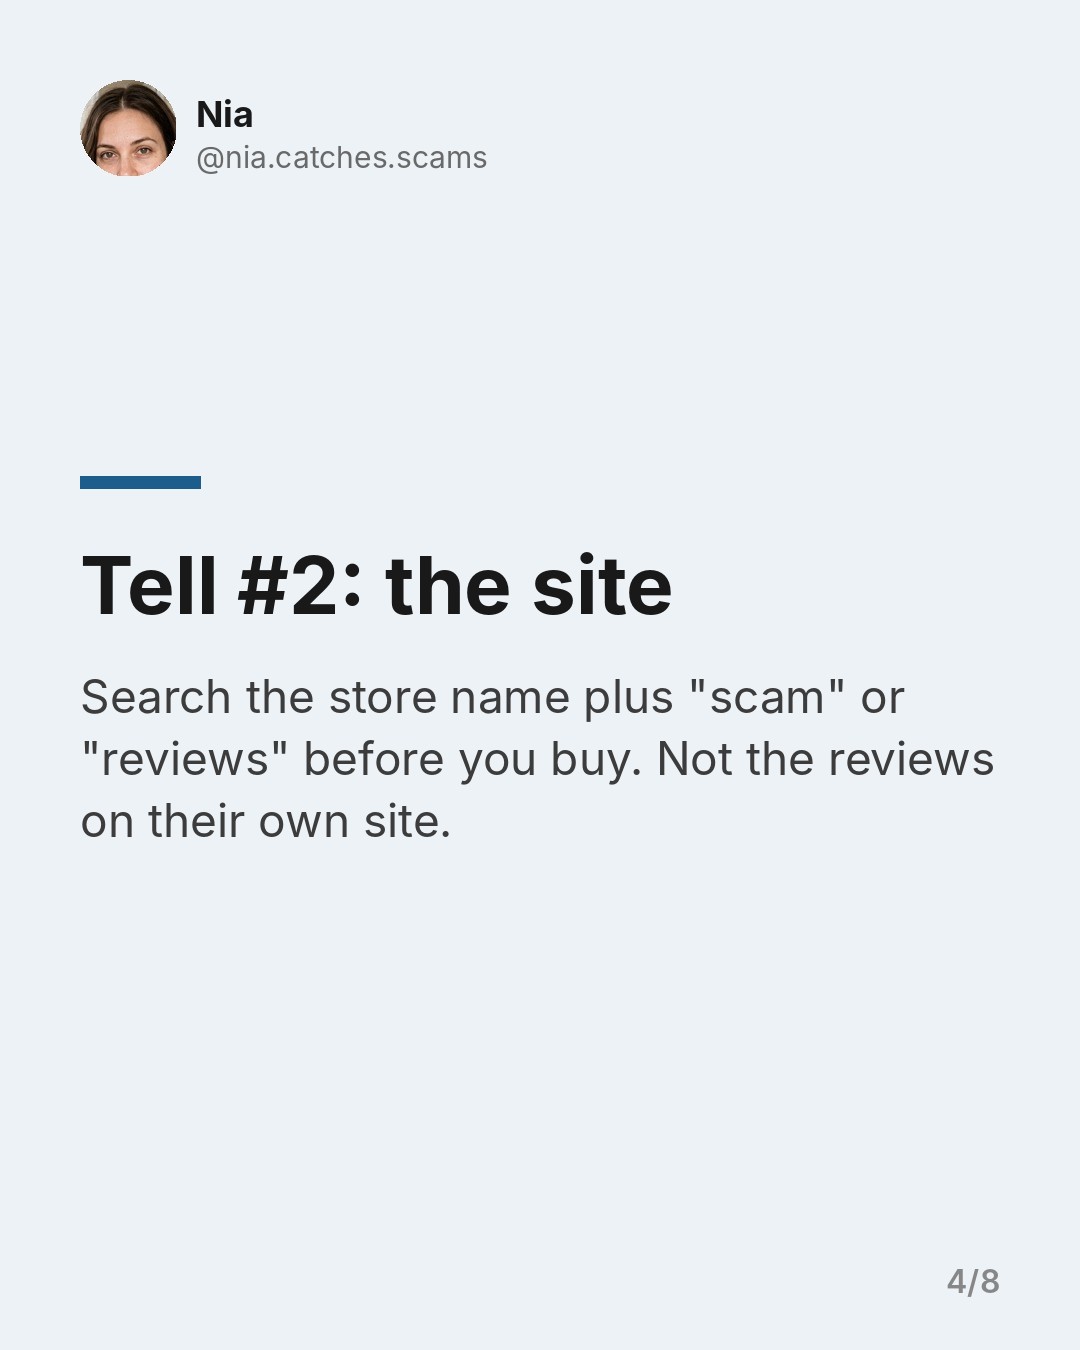 Nia
@nia.catches.scams
Tell #2: the site
Search the store name plus "scam" or
"reviews" before you buy. Not the reviews
on their own site.
4/8